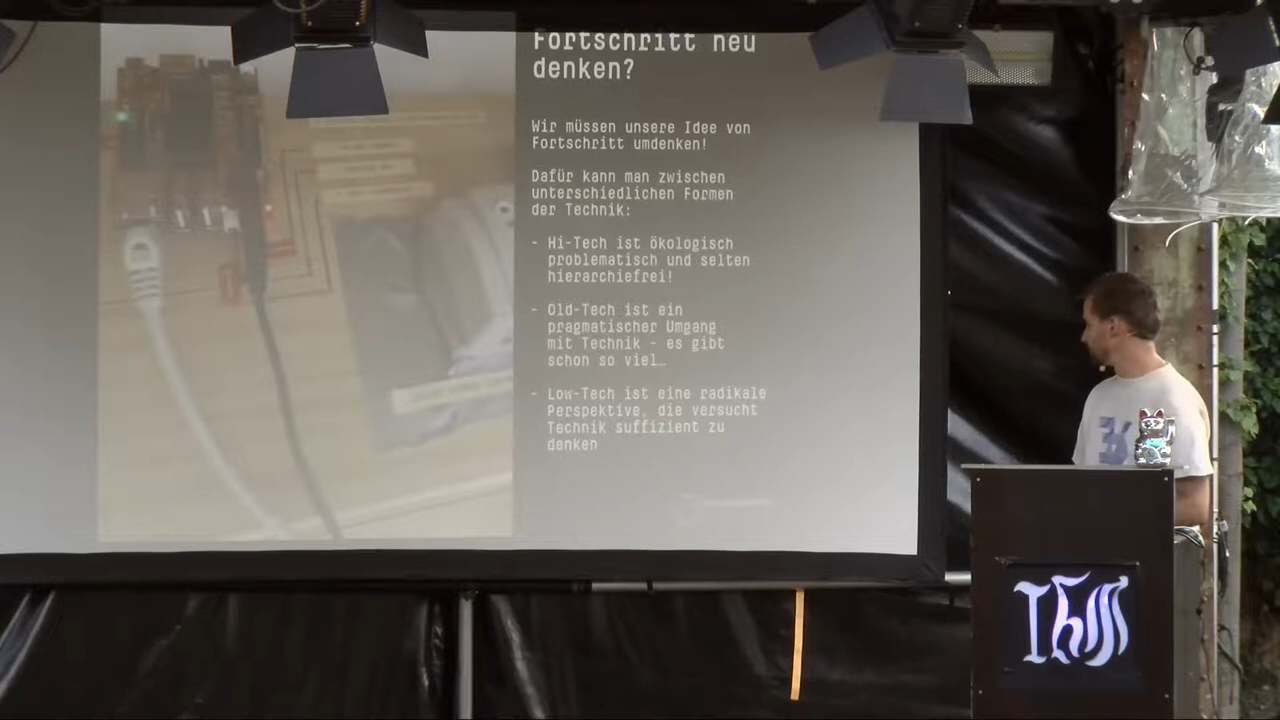 Fortschritt neu
denken?
Wir müssen unsere Idee von
Fortschritt umdenken!
Dafür kann man zwischen
unterschiedlichen Formen
der Technik:
- Hi-Tech ist ökologisch
problematisch und selten
hierarchiefrei!
- Old-Tech ist ein
pragmatischer Umgang
mit Technik - es gibt
schon so viel…
- Low-Tech ist eine radikale
Perspektive, die versucht
Technik suffizient zu
denken